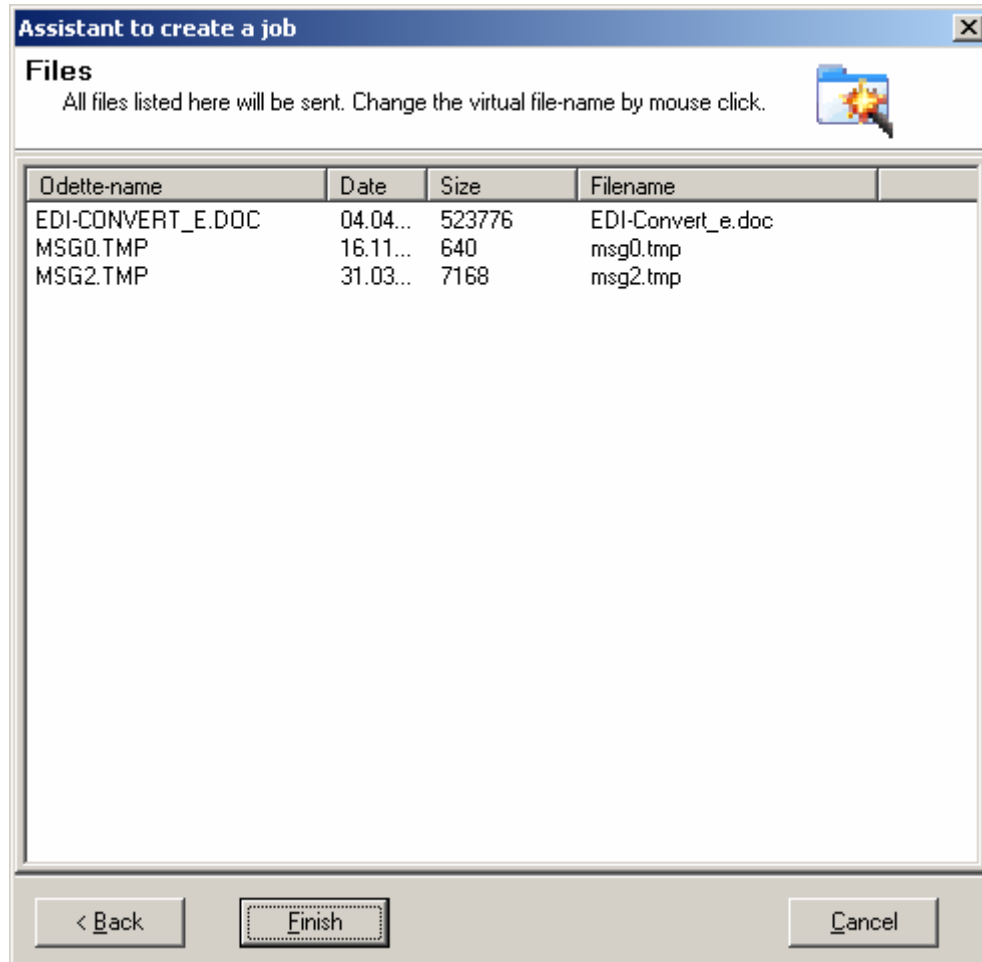 Assistant to create a job
Files
All files listed here will be sent. Change the virtual file-name by mouse click.
Odette-name Date Size Filename
EDI-CONVERT_E.DOC 04.04... 523776 EDI-Convert_e.doc
MSG0.TMP 16.11... 640 msg0.tmp
MSG2.TMP 31.03... 7168 msg2.tmp
< Back Finish Cancel